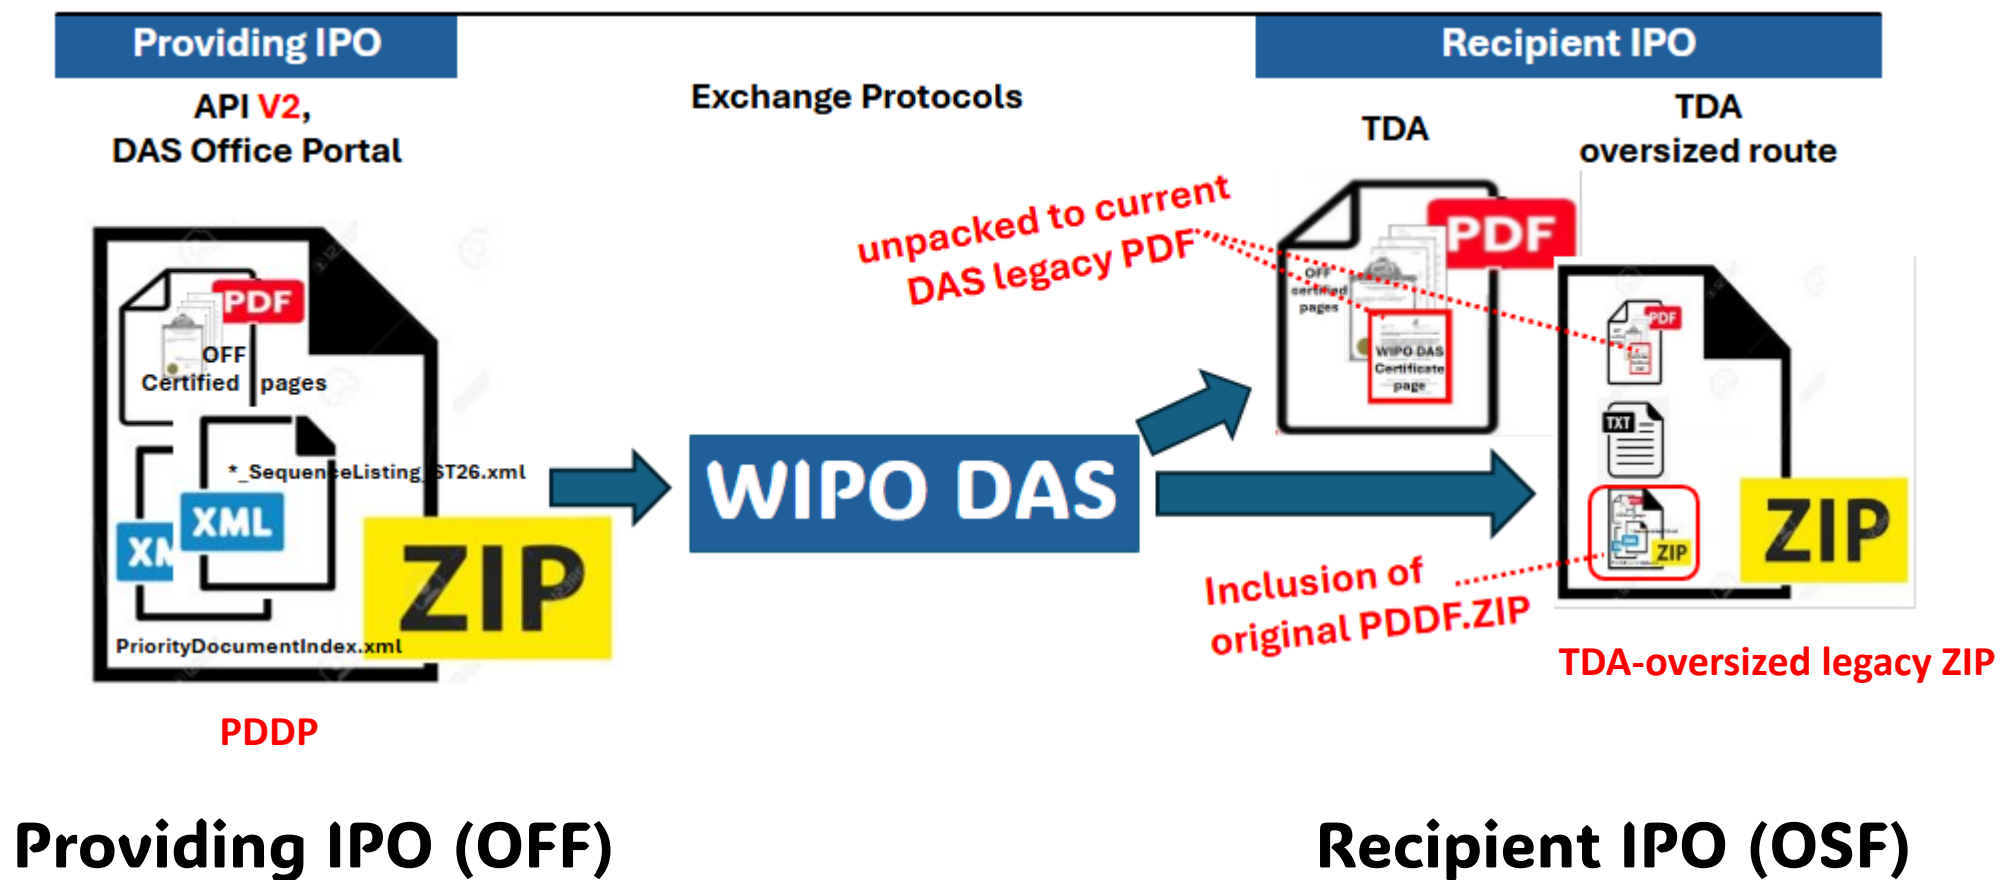 Providing IPO
Recipient IPO
API V2,
DAS Office Portal
Exchange Protocols
TDA
TDA
oversized route
unpacked to current
DAS legacy PDF
PDF
OFF
Certified pages
*_SequenceListing_ST26.xml
XML
XM
ZIP
PriorityDocumentIndex.xml
PDDP
WIPO DAS
PDF
OFF
certified
pages
WIPO DAS
Certificate
page
PDF
TXT
ZIP
ZIP
Inclusion of
original PDDF.ZIP
TDA-oversized legacy ZIP
Providing IPO (OFF)
Recipient IPO (OSF)